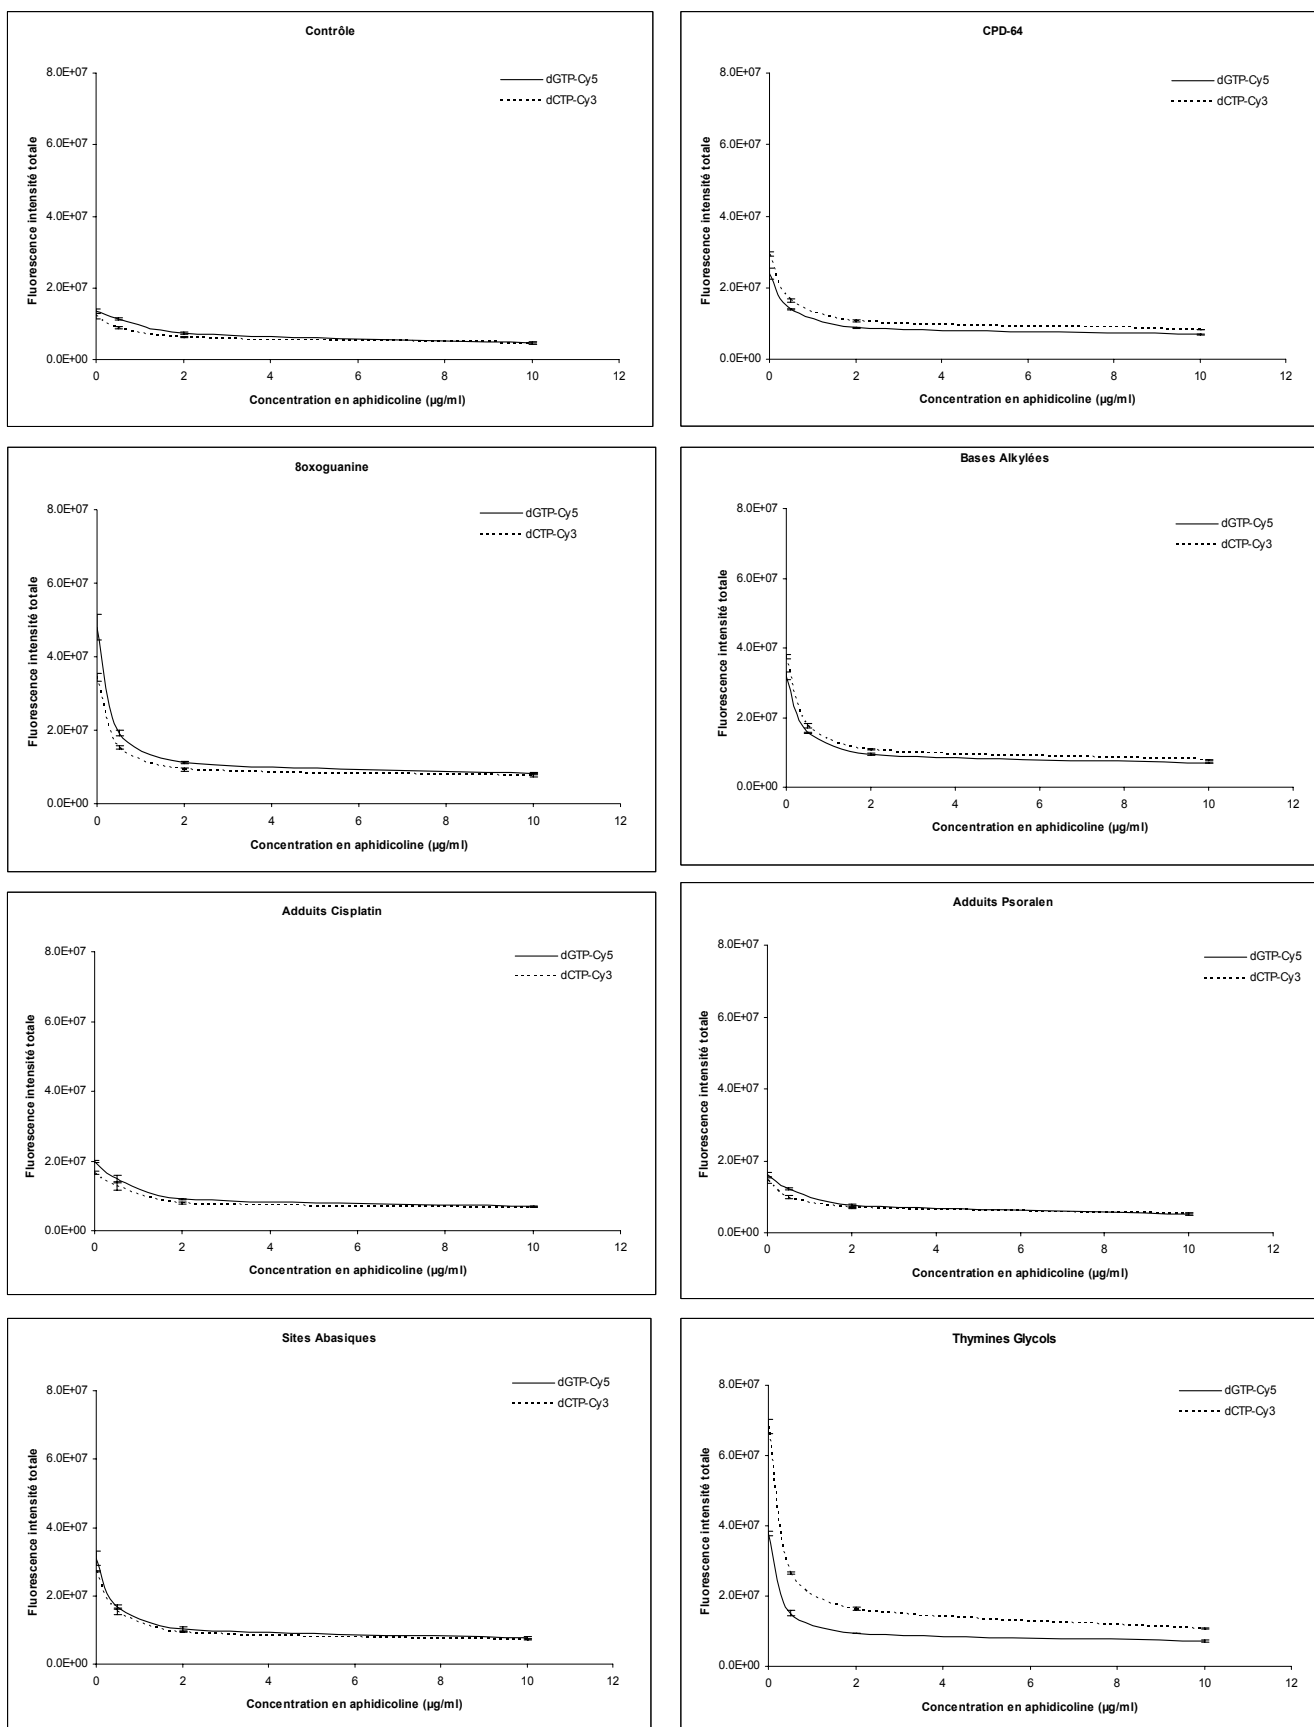 Contrôle
8.0E+07
6.0E+07
4.0E+07
2.0E+07
0.0E+00
0 2 4 6 8 10 12
Fluorescence intensité totale
Concentration en aphidicoline (µg/ml)
dGTP-Cy5
dCTP-Cy3
CPD-64
8.0E+07
6.0E+07
4.0E+07
2.0E+07
0.0E+00
0 2 4 6 8 10 12
Fluorescence intensité totale
Concentration en aphidicoline (µg/ml)
dGTP-Cy5
dCTP-Cy3
8oxoguanine
8.0E+07
6.0E+07
4.0E+07
2.0E+07
0.0E+00
0 2 4 6 8 10 12
Fluorescence intensité totale
Concentration en aphidicoline (µg/ml)
dGTP-Cy5
dCTP-Cy3
Bases Alkylées
8.0E+07
6.0E+07
4.0E+07
2.0E+07
0.0E+00
0 2 4 6 8 10 12
Fluorescence intensité totale
Concentration en aphidicoline (µg/ml)
dGTP-Cy5
dCTP-Cy3
Adduits Cisplatin
8.0E+07
6.0E+07
4.0E+07
2.0E+07
0.0E+00
0 2 4 6 8 10 12
Fluorescence intensité totale
Concentration en aphidicoline (µg/ml)
dGTP-Cy5
dCTP-Cy3
Adduits Psoralen
8.0E+07
6.0E+07
4.0E+07
2.0E+07
0.0E+00
0 2 4 6 8 10 12
Fluorescence intensité totale
Concentration en aphidicoline (µg/ml)
dGTP-Cy5
dCTP-Cy3
Sites Abasiques
8.0E+07
6.0E+07
4.0E+07
2.0E+07
0.0E+00
0 2 4 6 8 10 12
Fluorescence intensité totale
Concentration en aphidicoline (µg/ml)
dGTP-Cy5
dCTP-Cy3
Thymines Glycols
8.0E+07
6.0E+07
4.0E+07
2.0E+07
0.0E+00
0 2 4 6 8 10 12
Fluorescence intensité totale
Concentration en aphidicoline (µg/ml)
dGTP-Cy5
dCTP-Cy3